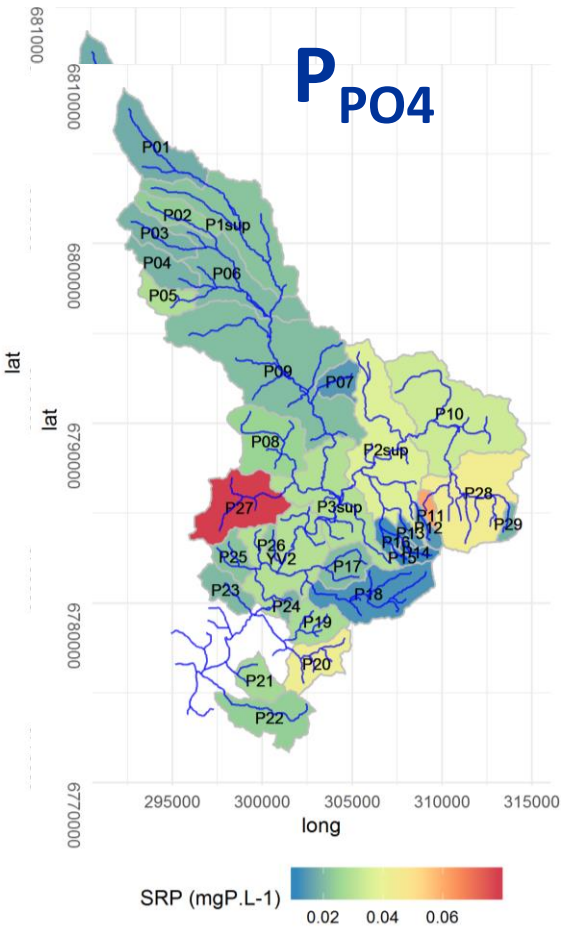 P PO4
681000
6810000
6800000
6790000
6780000
6770000
lat
lat
P01
P02
P1sup
P03
P04
P06
P05
P09
P07
P10
P08
P2sup
P28
P27
P3sup
P11
P29
P12
P13
P16
P14
P15
P26
YV2
P25
P17
P23
P18
P24
P19
P20
P21
P22
295000 300000 305000 310000 315000
long
SRP (mgP.L-1)
0.02 0.04 0.06